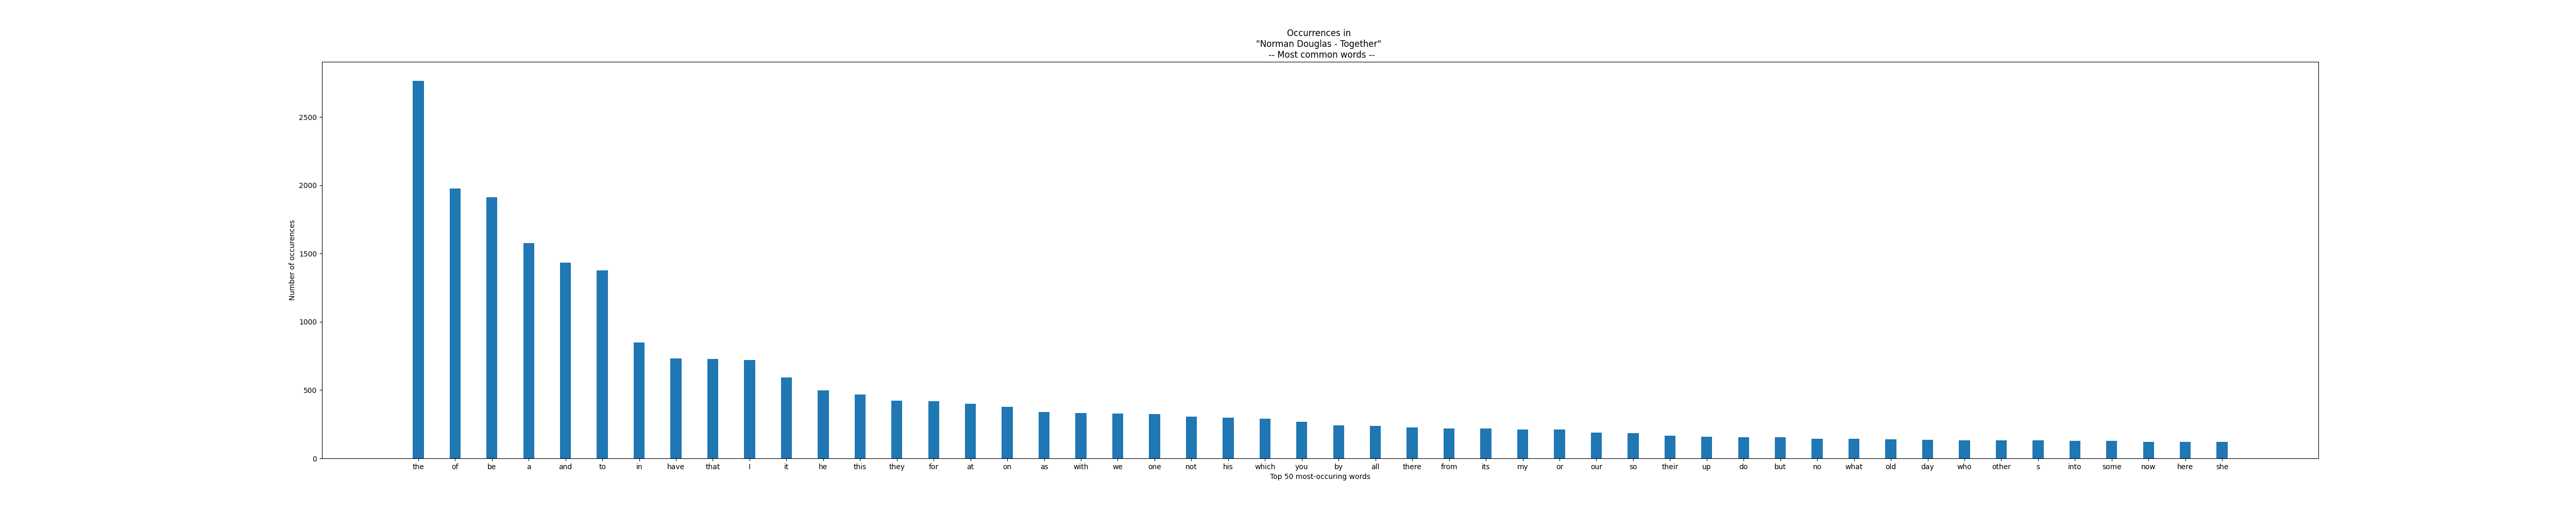 Occurrences in
"Norman Douglas - Together"
-- Most common words --
Number of occurences
2500
2000
1500
1000
500
0
the of be a and to in have that I it he this they for at on as with we one not his which you by all there from its my or our so their up do but no what old day who other s into some now here she
Top 50 most-occuring words